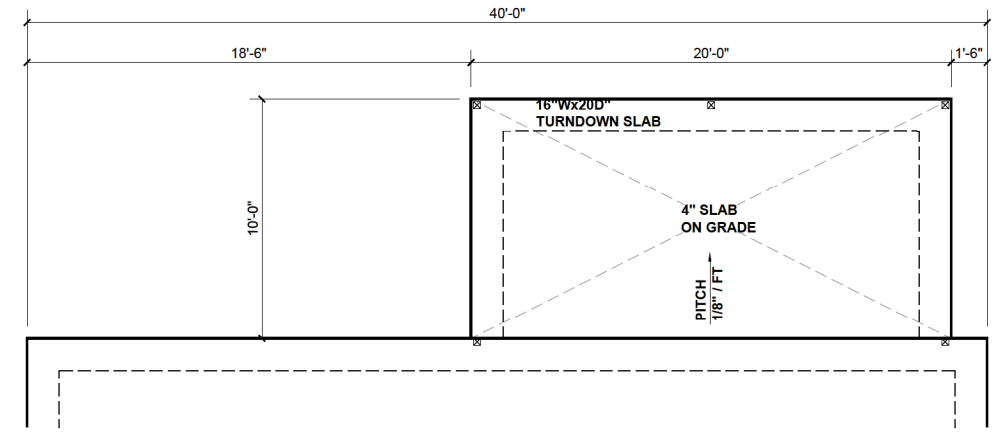 40'-0"
18'-6"
20'-0"
1'-6"
16"Wx20D"
TURNDOWN SLAB
10'-0"
4" SLAB
ON GRADE
PITCH
1/8" / FT